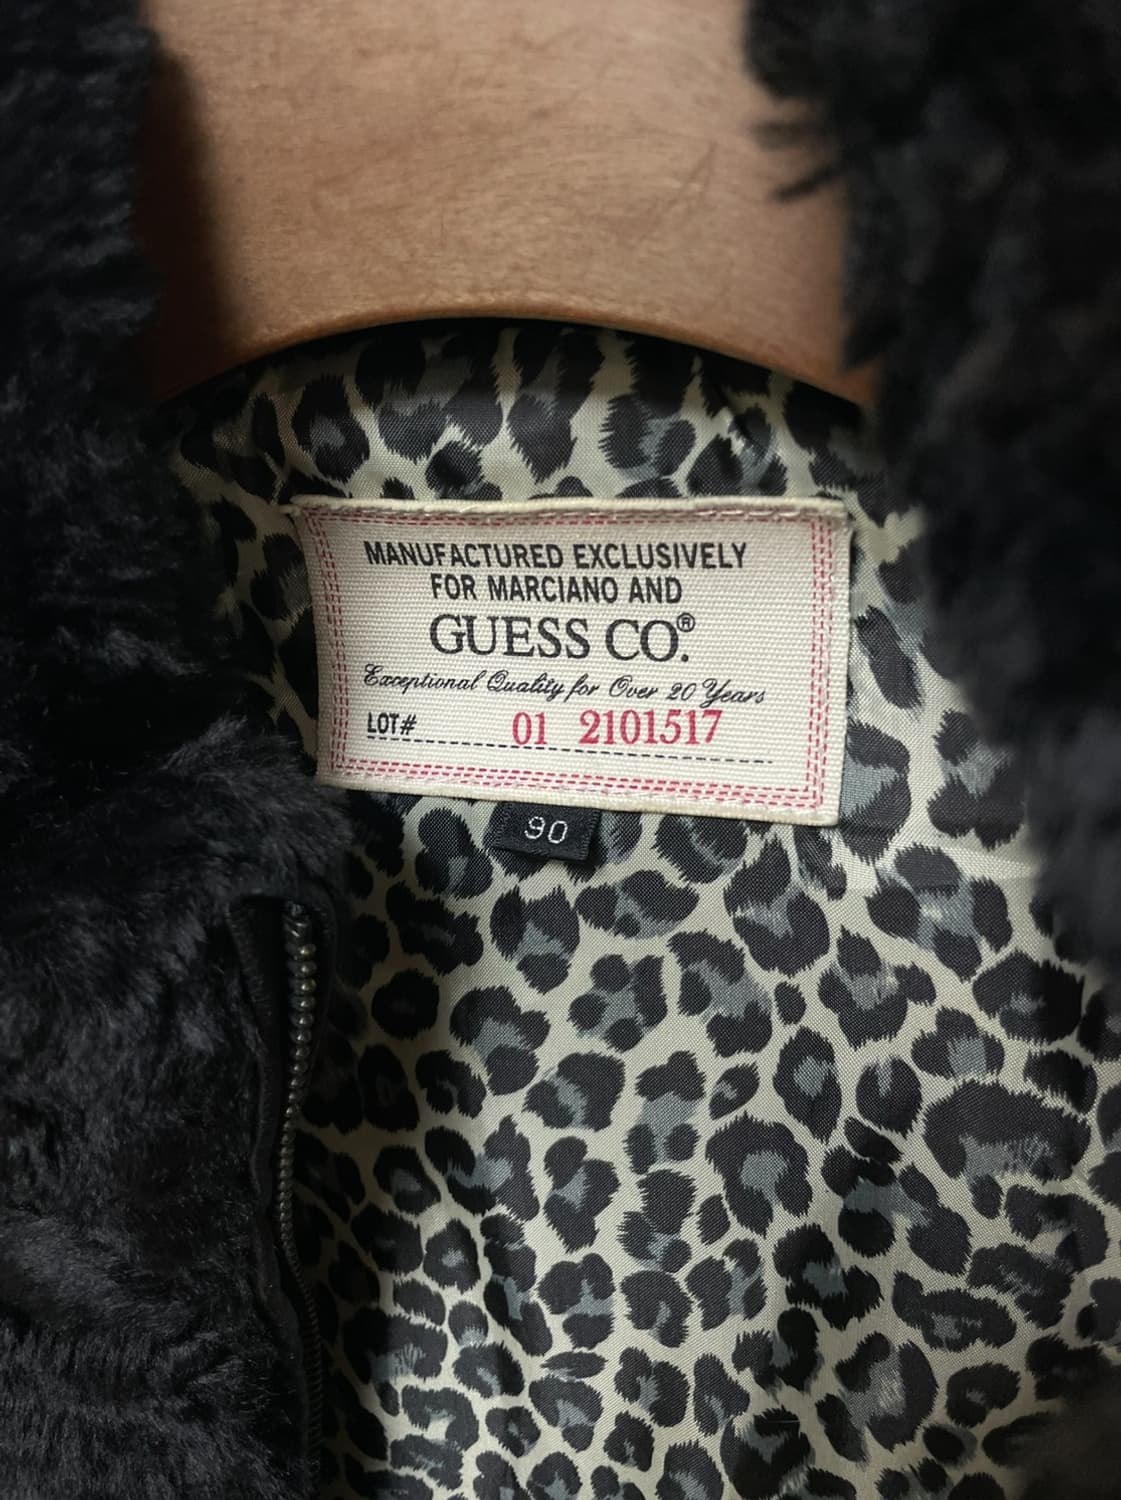 MANUFACTURED EXCLUSIVELY
FOR MARCIANO AND
GUESS CO.®
Exceptional Quality for Over 20 Years
LOT# 01 2101517
90